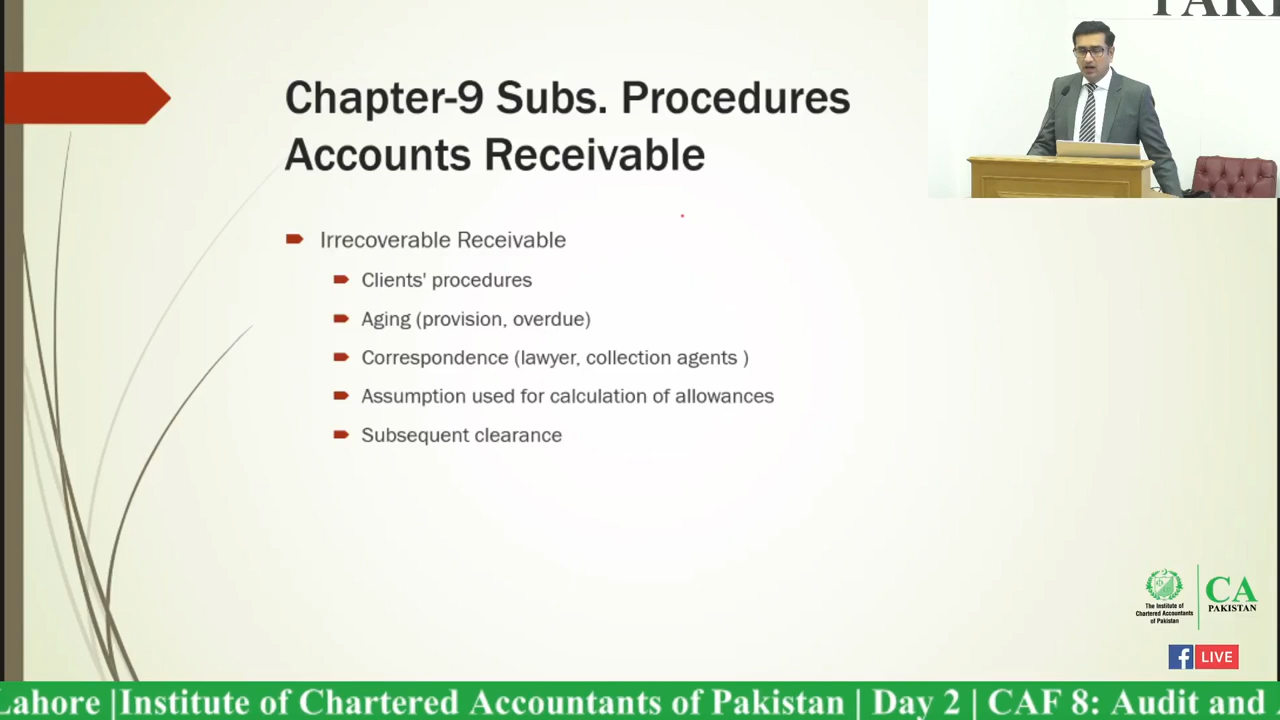 Chapter-9 Subs. Procedures
Accounts Receivable
Irrecoverable Receivable
Clients' procedures
Aging (provision, overdue)
Correspondence (lawyer, collection agents )
Assumption used for calculation of allowances
Subsequent clearance
The Institute of
Chartered Accountants
of Pakistan
CA
PAKISTAN
f LIVE
Lahore |Institute of Chartered Accountants of Pakistan | Day 2 | CAF 8: Audit and